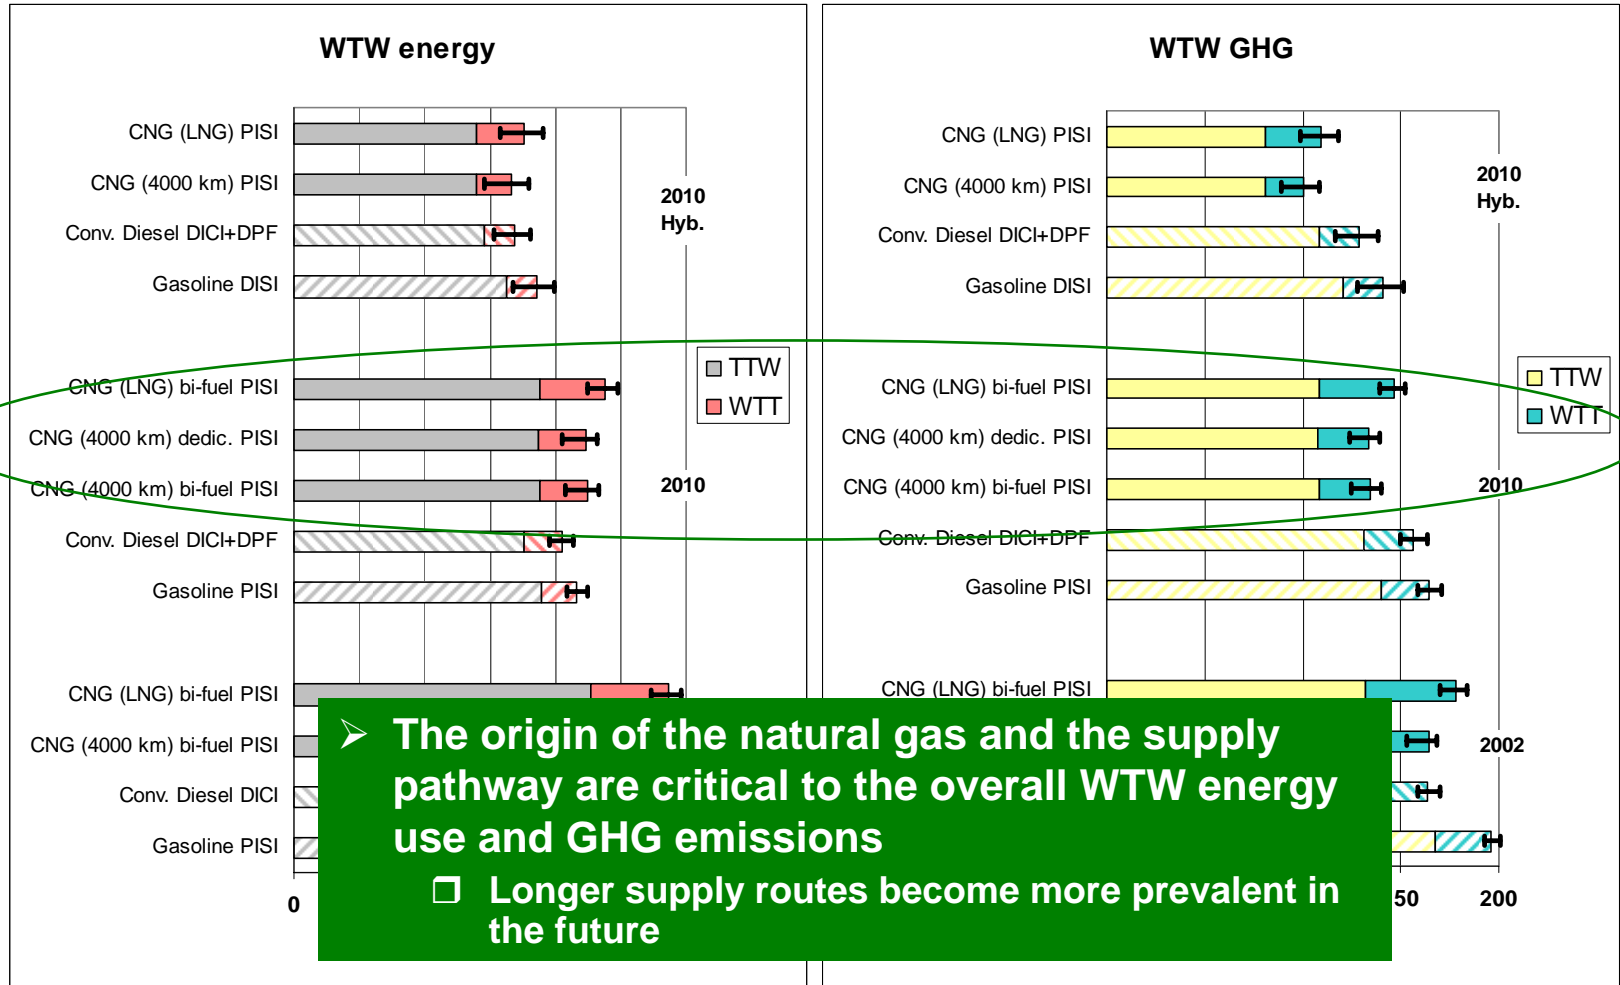 WTW energy
CNG (LNG) PISI
CNG (4000 km) PISI
Conv. Diesel DICI+DPF
Gasoline DISI
2010
Hyb.
CNG (LNG) bi-fuel PISI
CNG (4000 km) dedic. PISI
CNG (4000 km) bi-fuel PISI
Conv. Diesel DICI+DPF
Gasoline PISI
TTW
WTT
2010
CNG (LNG) bi-fuel PISI
CNG (4000 km) bi-fuel PISI
Conv. Diesel DICI
Gasoline PISI
0
WTW GHG
CNG (LNG) PISI
CNG (4000 km) PISI
Conv. Diesel DICI+DPF
Gasoline DISI
2010
Hyb.
CNG (LNG) bi-fuel PISI
CNG (4000 km) dedic. PISI
CNG (4000 km) bi-fuel PISI
Conv. Diesel DICI+DPF
Gasoline PISI
TTW
WTT
2010
CNG (LNG) bi-fuel PISI
2002
50 200
The origin of the natural gas and the supply
pathway are critical to the overall WTW energy
use and GHG emissions
Longer supply routes become more prevalent in
the future